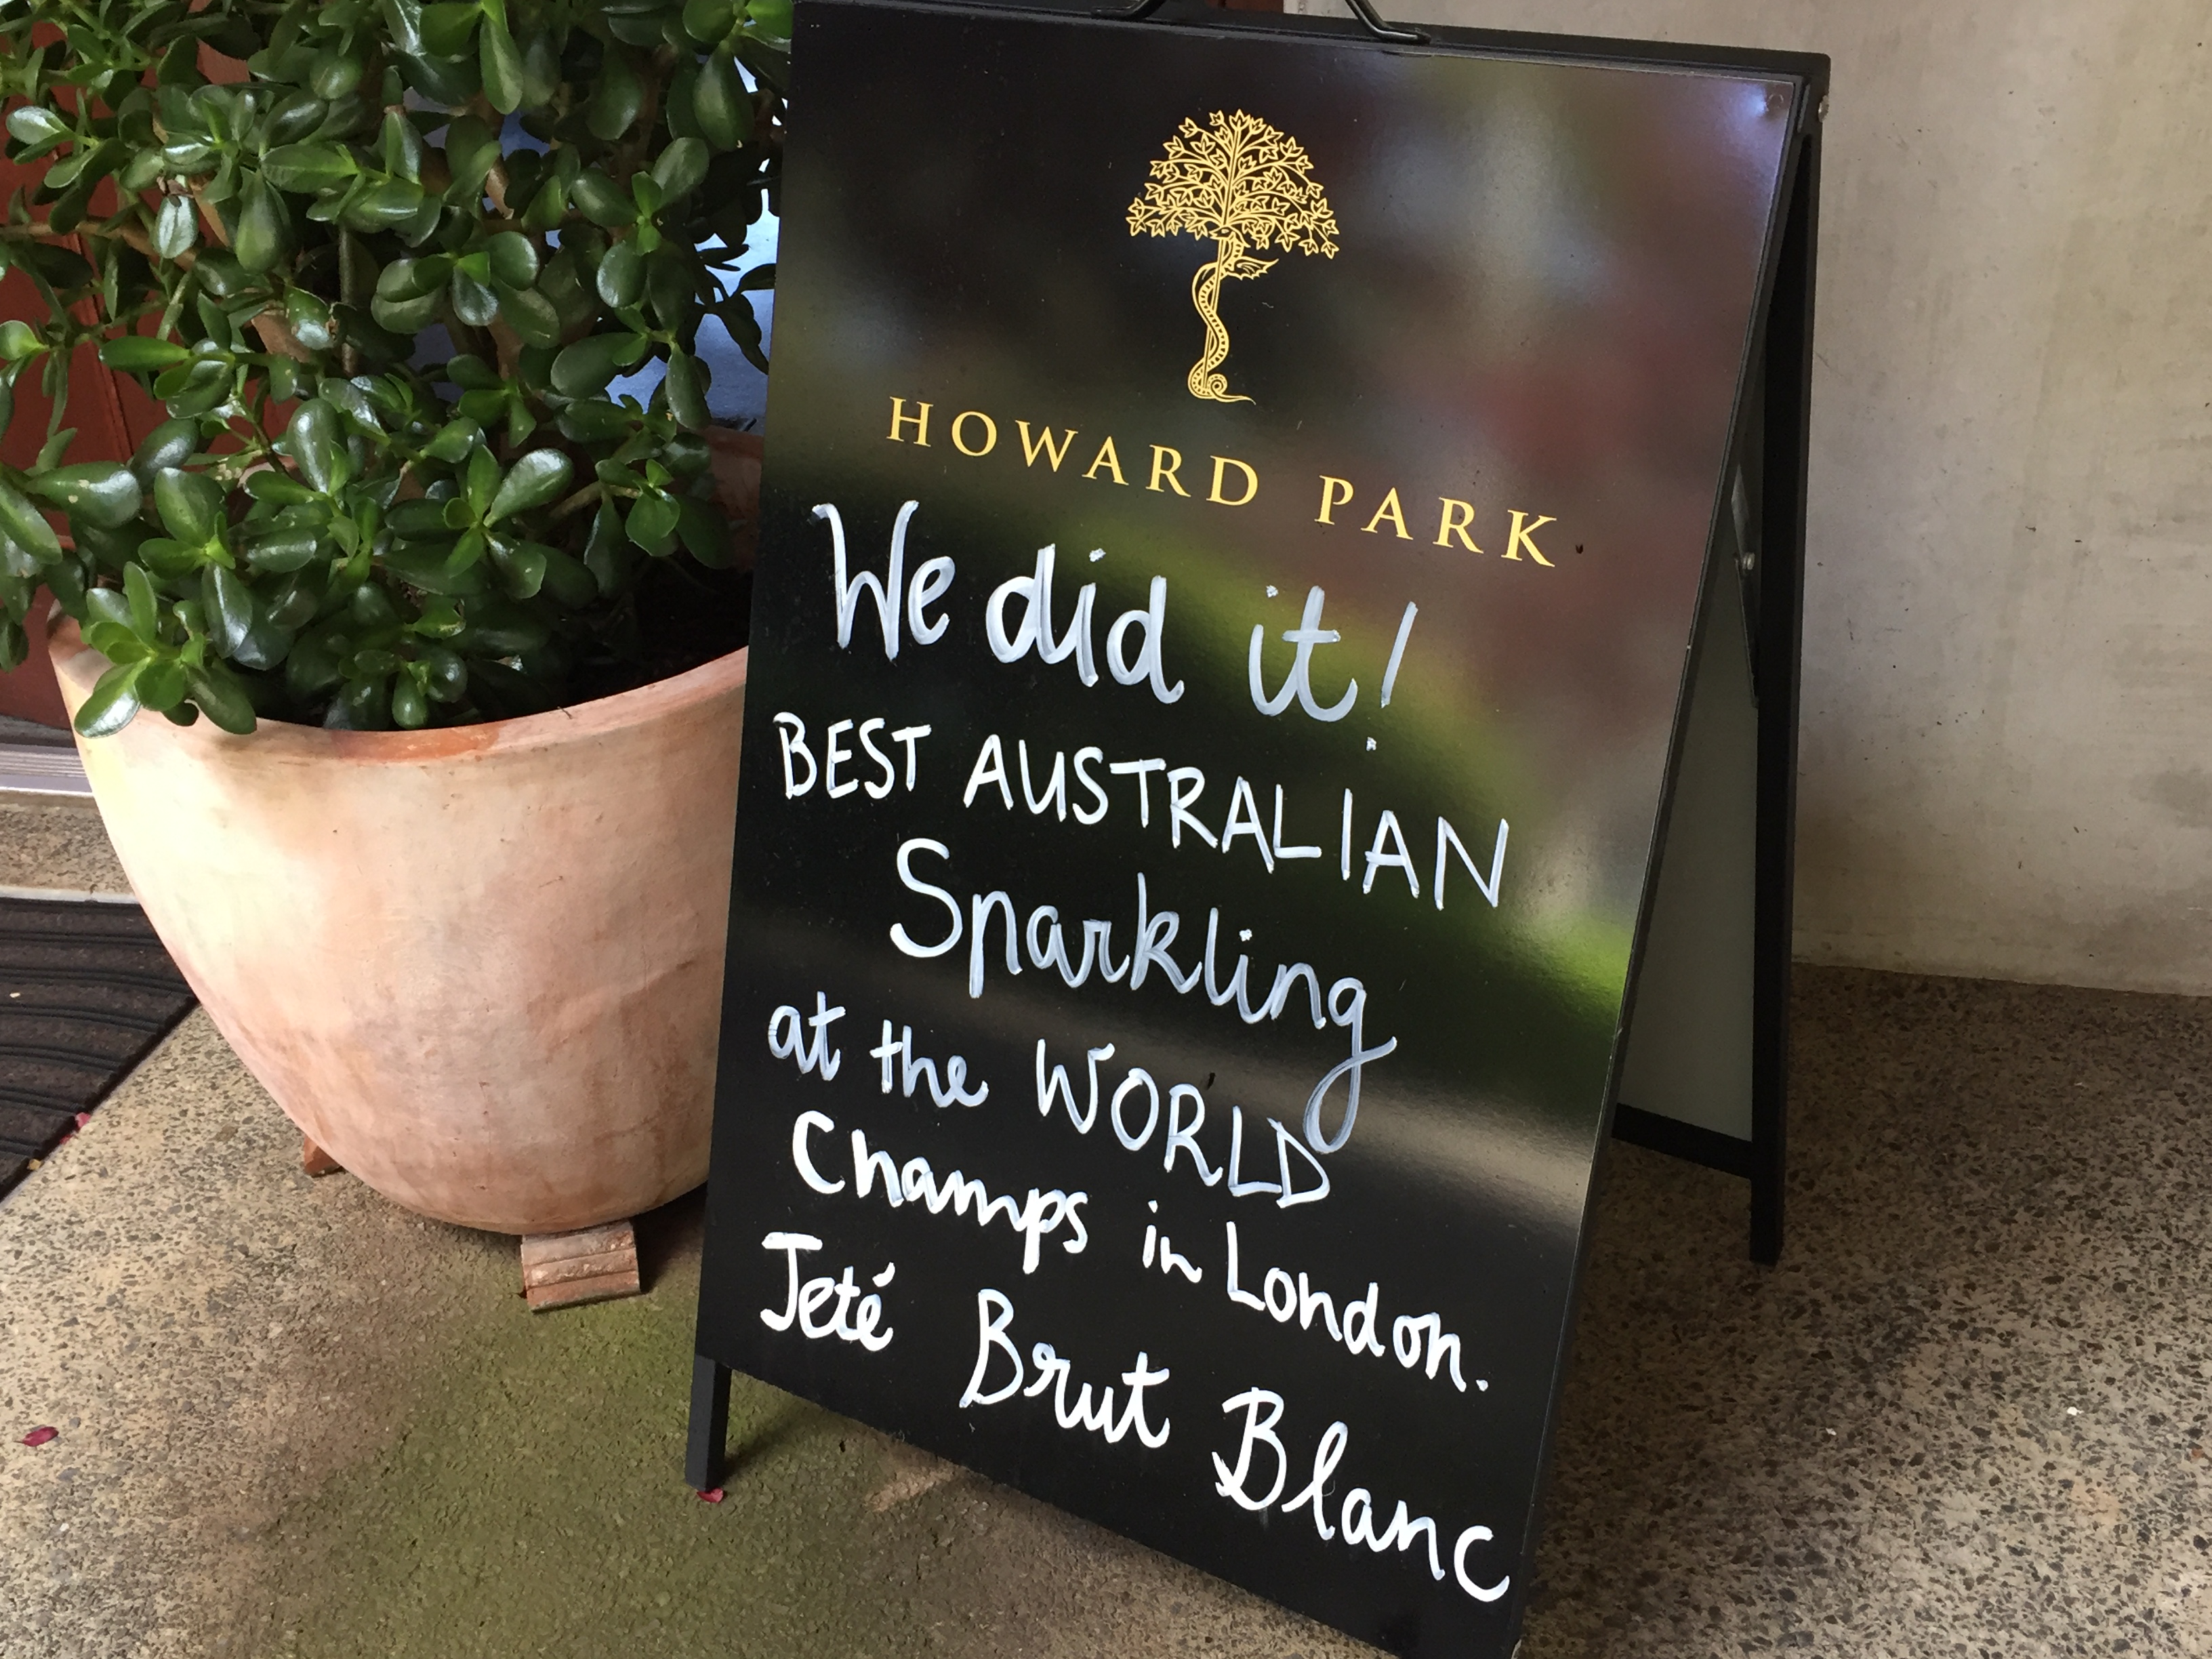 HOWARD PARK
We did it!
BEST AUSTRALIAN
Sparkling
at the WORLD
Champs in London.
Jeté Brut Blanc